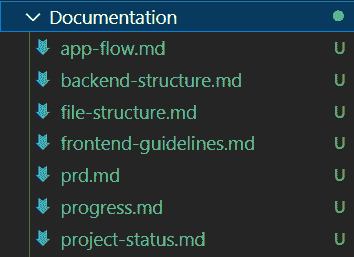 Documentation
app-flow.md U
backend-structure.md U
file-structure.md U
frontend-guidelines.md U
prd.md U
progress.md U
project-status.md U